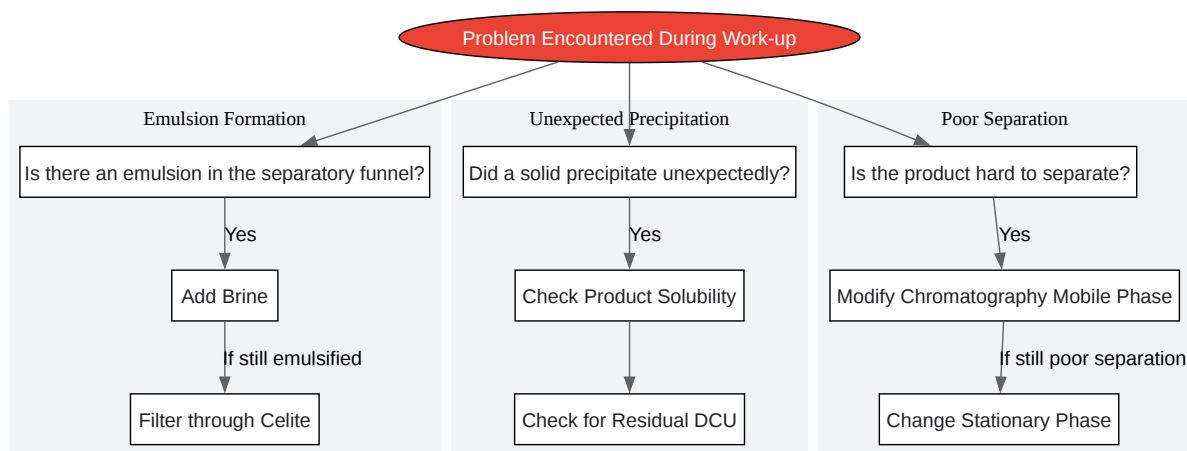 Problem Encountered During Work-up
Emulsion Formation
Unexpected Precipitation
Poor Separation
Is there an emulsion in the separatory funnel?
Did a solid precipitate unexpectedly?
Is the product hard to separate?
Yes
Yes
Yes
Add Brine
Check Product Solubility
Modify Chromatography Mobile Phase
If still emulsified
If still poor separation
Filter through Celite
Check for Residual DCU
Change Stationary Phase